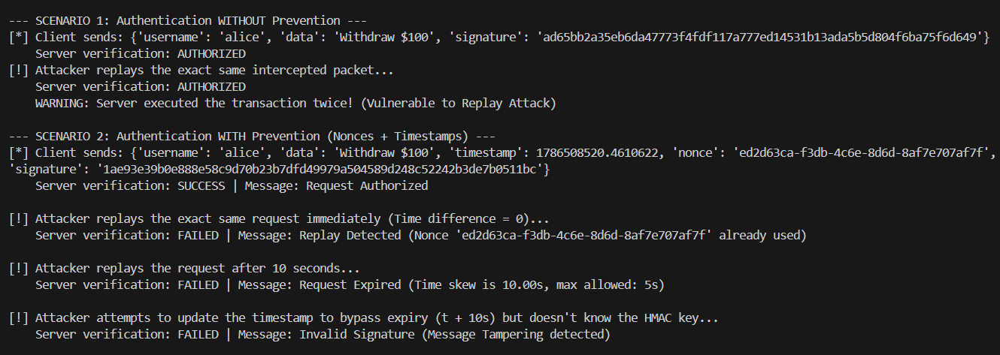 --- SCENARIO 1: Authentication WITHOUT Prevention ---
[*] Client sends: {'username': 'alice', 'data': 'Withdraw $100', 'signature': 'ad65bb2a35eb6da47773f4fdf117a777ed14531b13ada5b5d804f6ba75f6d649'}
    Server verification: AUTHORIZED
[!] Attacker replays the exact same intercepted packet...
    Server verification: AUTHORIZED
    WARNING: Server executed the transaction twice! (Vulnerable to Replay Attack)

--- SCENARIO 2: Authentication WITH Prevention (Nonces + Timestamps) ---
[*] Client sends: {'username': 'alice', 'data': 'Withdraw $100', 'timestamp': 1786508520.4610622, 'nonce': 'ed2d63ca-f3db-4c6e-8d6d-8af7e707af7f',
'signature': '1ae93e39b0e888e58c9d70b23b7dfd49979a504589d248c52242b3de7b0511bc'}
    Server verification: SUCCESS | Message: Request Authorized

[!] Attacker replays the exact same request immediately (Time difference = 0)...
    Server verification: FAILED | Message: Replay Detected (Nonce 'ed2d63ca-f3db-4c6e-8d6d-8af7e707af7f' already used)

[!] Attacker replays the request after 10 seconds...
    Server verification: FAILED | Message: Request Expired (Time skew is 10.00s, max allowed: 5s)

[!] Attacker attempts to update the timestamp to bypass expiry (t + 10s) but doesn't know the HMAC key...
    Server verification: FAILED | Message: Invalid Signature (Message Tampering detected)